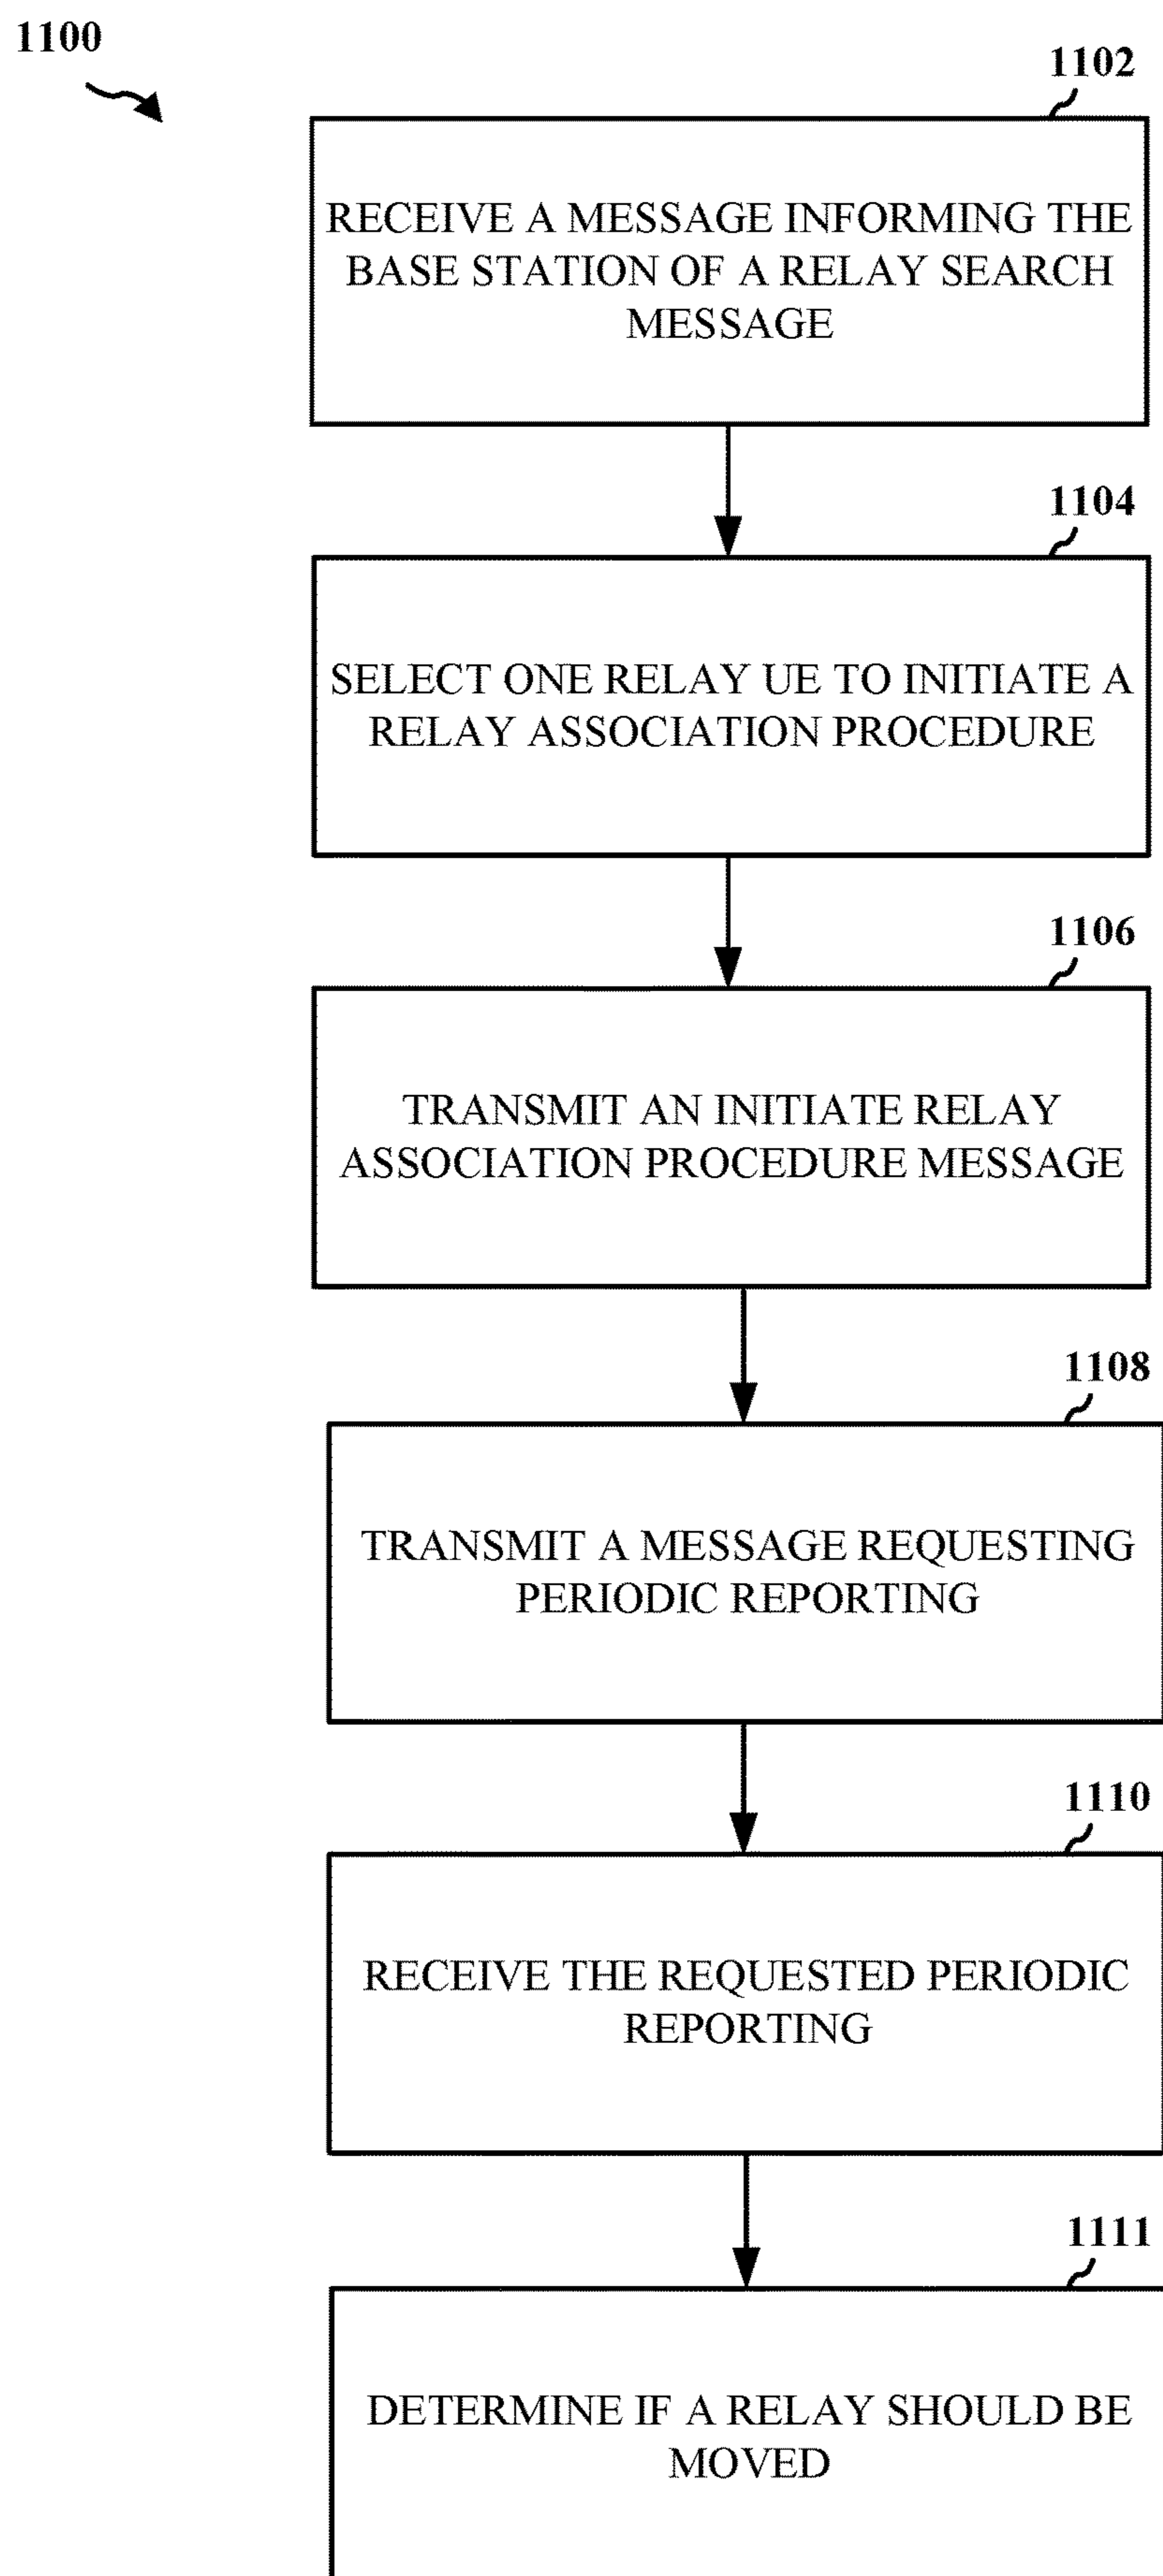 1100
1102
RECEIVE A MESSAGE INFORMING THE
BASE STATION OF A RELAY SEARCH
MESSAGE
1104
SELECT ONE RELAY UE TO INITIATE A
RELAY ASSOCIATION PROCEDURE
1106
TRANSMIT AN INITIATE RELAY
ASSOCIATION PROCEDURE MESSAGE
1108
TRANSMIT A MESSAGE REQUESTING
PERIODIC REPORTING
1110
RECEIVE THE REQUESTED PERIODIC
REPORTING
1111
DETERMINE IF A RELAY SHOULD BE
MOVED